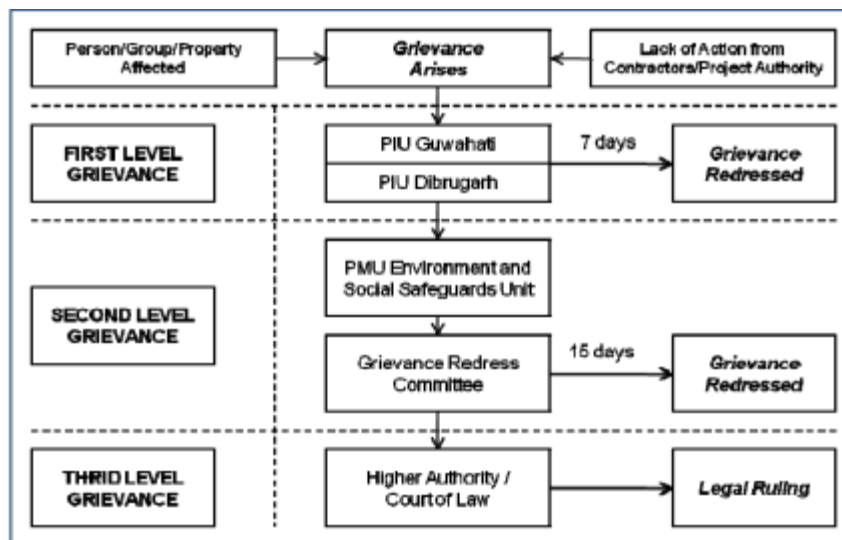 Person/Group/Property
Affected
Grievance
Arises
Lack of Action from
Contractors/Project Authority
FIRST LEVEL
GRIEVANCE
PIU Guwahati
PIU Dibrugarh
7 days
Grievance
Redressed
SECOND LEVEL
GRIEVANCE
PMU Environment and
Social Safeguards Unit
Grievance Redress
Committee
15 days
Grievance
Redressed
THRID LEVEL
GRIEVANCE
Higher Authority /
Court of Law
Legal Ruling